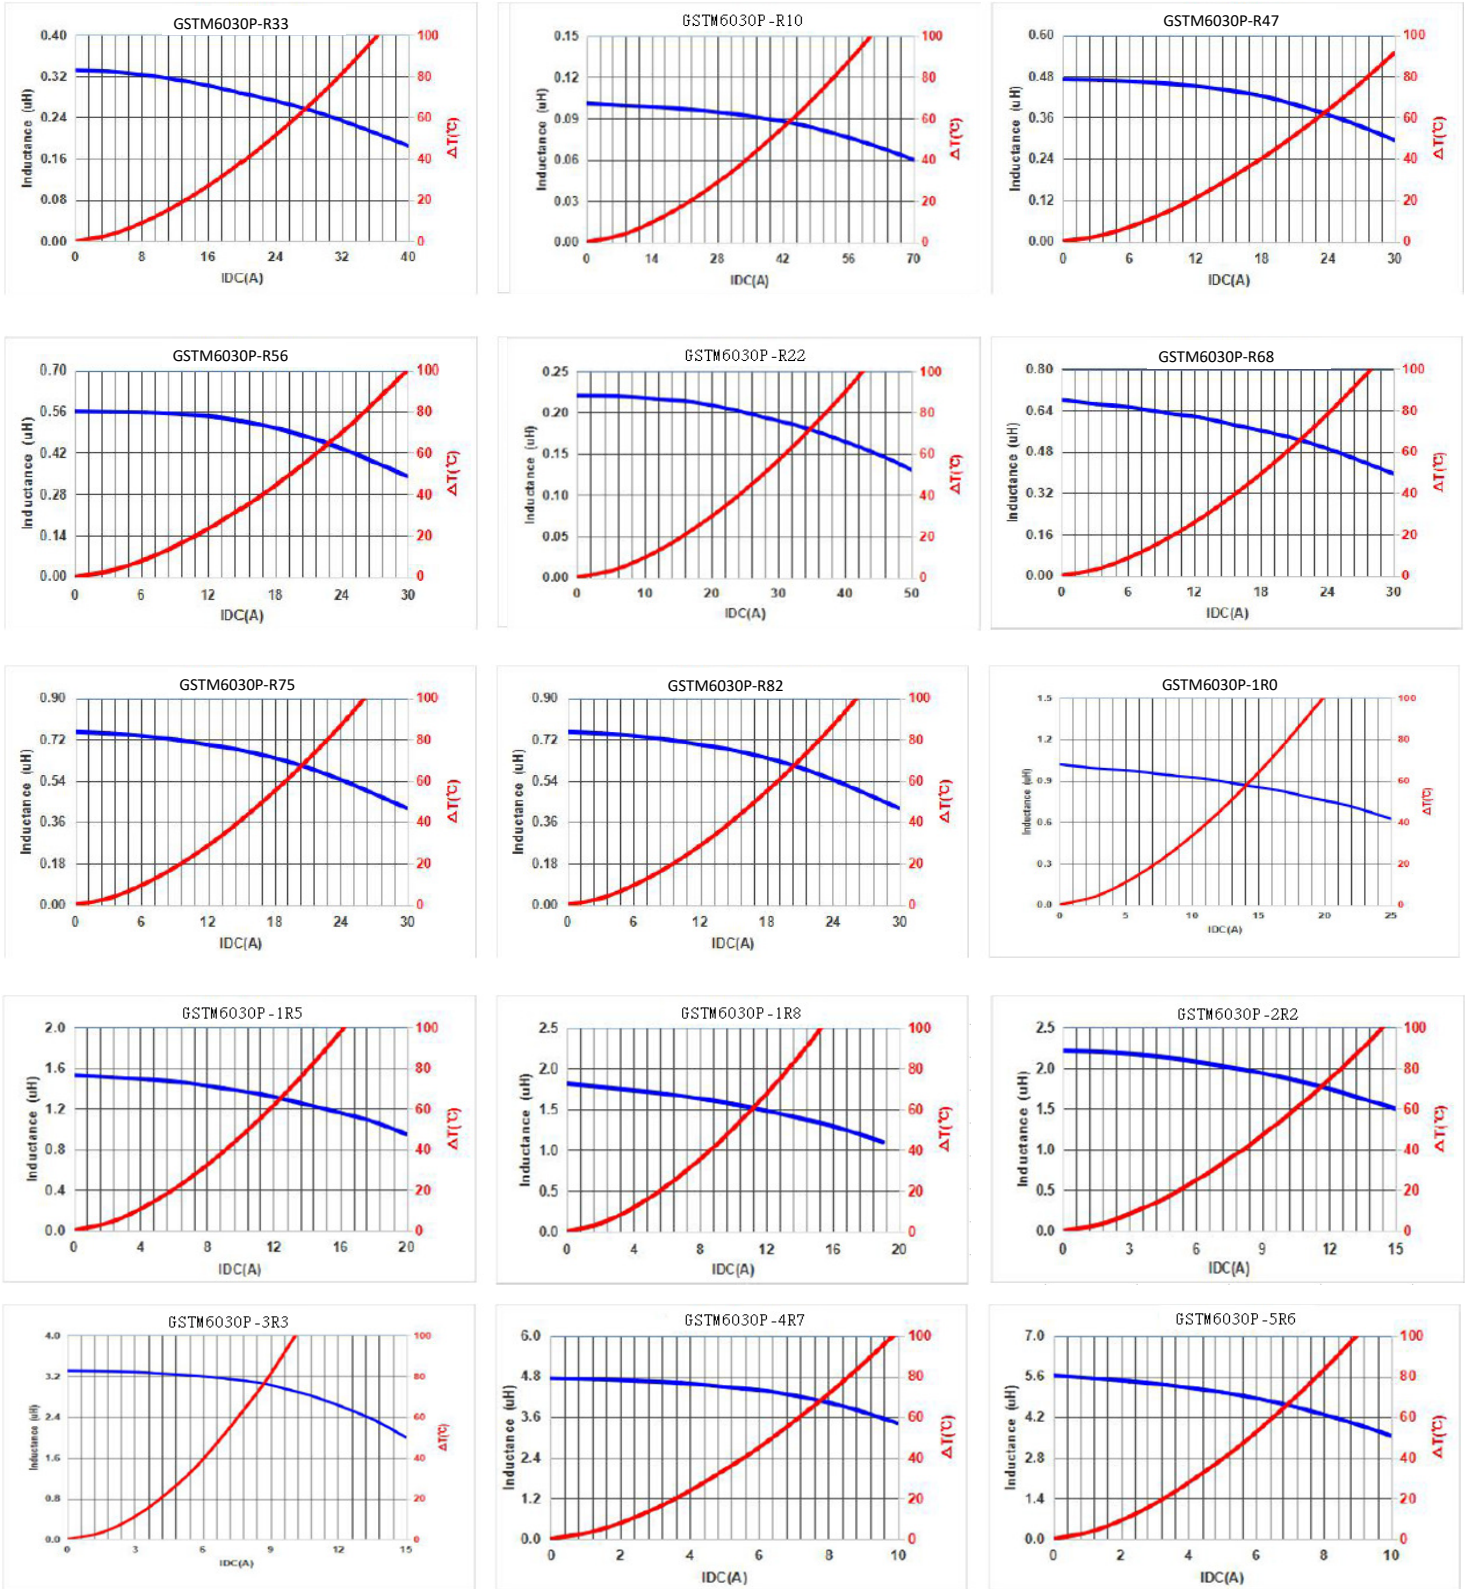 GSTM6030P-R33
0.40
0.32
0.24
0.16
0.08
0.00
Inductance (uH)
100
80
60
40
20
0
ΔT(℃)
0 8 16 24 32 40
IDC(A)
GSTM6030P-R10
0.15
0.12
0.09
0.06
0.03
0.00
Inductance (uH)
100
80
60
40
20
0
ΔT(℃)
0 14 28 42 56 70
IDC(A)
GSTM6030P-R47
0.60
0.48
0.36
0.24
0.12
0.00
Inductance (uH)
100
80
60
40
20
0
ΔT(℃)
0 6 12 18 24 30
IDC(A)
GSTM6030P-R56
0.70
0.56
0.42
0.28
0.14
0.00
Inductance (uH)
100
80
60
40
20
0
ΔT(℃)
0 6 12 18 24 30
IDC(A)
GSTM6030P-R22
0.25
0.20
0.15
0.10
0.05
0.00
Inductance (uH)
100
80
60
40
20
0
ΔT(℃)
0 10 20 30 40 50
IDC(A)
GSTM6030P-R68
0.80
0.64
0.48
0.32
0.16
0.00
Inductance (uH)
100
80
60
40
20
0
ΔT(℃)
0 6 12 18 24 30
IDC(A)
GSTM6030P-R75
0.90
0.72
0.54
0.36
0.18
0.00
Inductance (uH)
100
80
60
40
20
0
ΔT(℃)
0 6 12 18 24 30
IDC(A)
GSTM6030P-R82
0.90
0.72
0.54
0.36
0.18
0.00
Inductance (uH)
100
80
60
40
20
0
ΔT(℃)
0 6 12 18 24 30
IDC(A)
GSTM6030P-1R0
1.5
1.2
0.9
0.6
0.3
0.0
Inductance (uH)
100
80
60
40
20
0
ΔT(℃)
0 5 10 15 20 25
IDC(A)
GSTM6030P-1R5
2.0
1.6
1.2
0.8
0.4
0.0
Inductance (uH)
100
80
60
40
20
0
ΔT(℃)
0 4 8 12 16 20
IDC(A)
GSTM6030P-1R8
2.5
2.0
1.5
1.0
0.5
0.0
Inductance (uH)
100
80
60
40
20
0
ΔT(℃)
0 4 8 12 16 20
IDC(A)
GSTM6030P-2R2
2.5
2.0
1.5
1.0
0.5
0.0
Inductance (uH)
100
80
60
40
20
0
ΔT(℃)
0 3 6 9 12 15
IDC(A)
GSTM6030P-3R3
4.0
3.2
2.4
1.6
0.8
0.0
Inductance (uH)
100
80
60
40
20
0
ΔT(℃)
0 3 6 9 12 15
IDC(A)
GSTM6030P-4R7
6.0
4.8
3.6
2.4
1.2
0.0
Inductance (uH)
100
80
60
40
20
0
ΔT(℃)
0 2 4 6 8 10
IDC(A)
GSTM6030P-5R6
7.0
5.6
4.2
2.8
1.4
0.0
Inductance (uH)
100
80
60
40
20
0
ΔT(℃)
0 2 4 6 8 10
IDC(A)